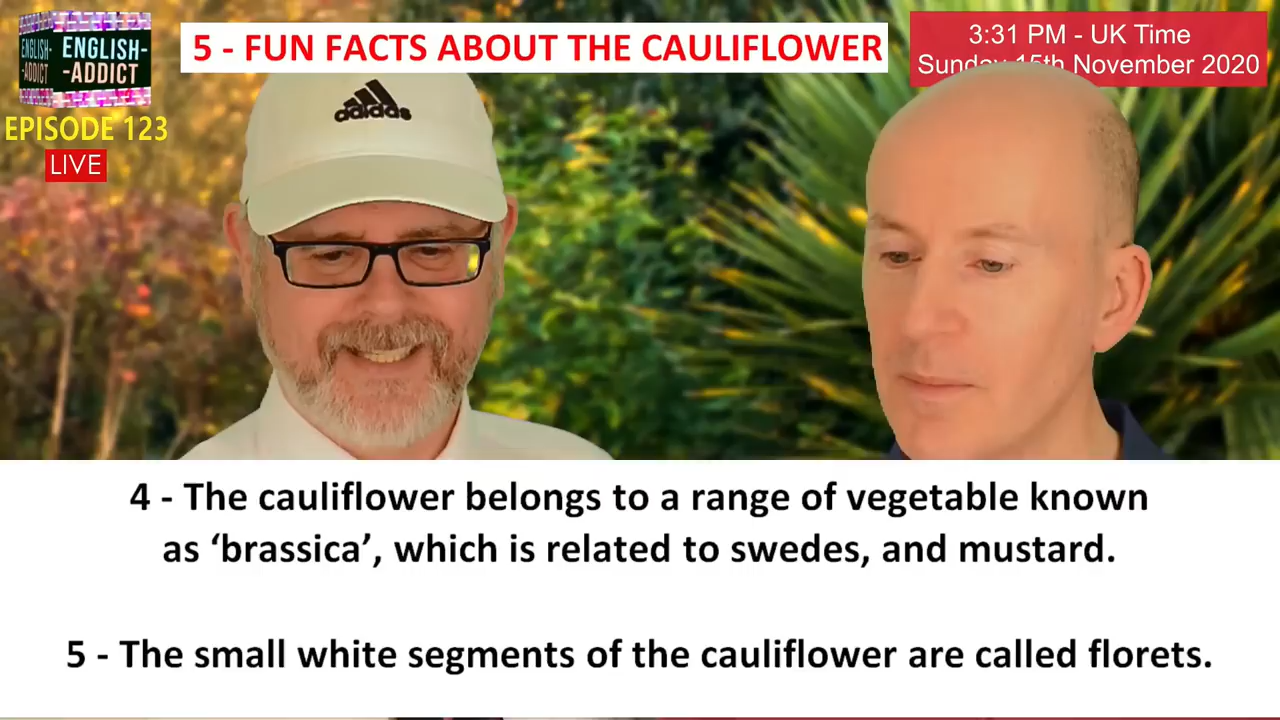 ENGLISH-
-ADDICT
ENGLISH-
-ADDICT
EPISODE 123
LIVE
5 - FUN FACTS ABOUT THE CAULIFLOWER
3:31 PM - UK Time
Sunday 15th November 2020
adidas
4 - The cauliflower belongs to a range of vegetable known
as ‘brassica’, which is related to swedes, and mustard.
5 - The small white segments of the cauliflower are called florets.